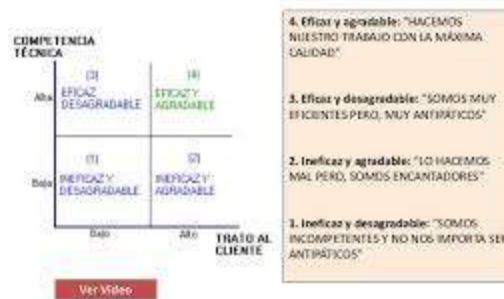 COMPETENCIA
TÉCNICA
Alta
(3)
EFICAZ
DESAGRADABLE
(4)
EFICAZ Y
AGRADABLE
Bajo
(1)
INEFICAZ Y
DESAGRADABLE
(2)
INEFICAZ Y
AGRADABLE
Bajo
Alto
TRATO AL
CLIENTE
Ver Video
4. Eficaz y agradable: "HACEMOS
NUESTRO TRABAJO CON LA MÁXIMA
CALIDAD"
3. Eficaz y desagradable: "SOMOS MUY
EFICIENTES PERO, MUY ANTIPÁTICOS"
2. Ineficaz y agradable: "LO HACEMOS
MAL PERO, SOMOS ENCANTADORES"
1. Ineficaz y desagradable: "SOMOS
INCOMPETENTES Y NO NOS IMPORTA SER
ANTIPÁTICOS"